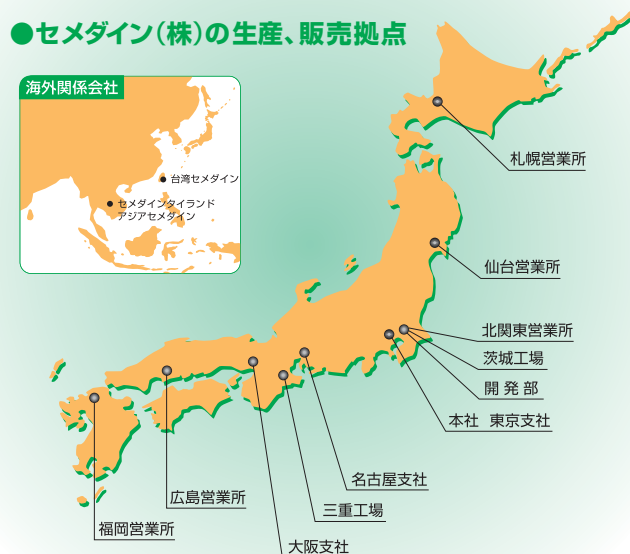 ●セメダイン(株)の生産、販売拠点
海外関係会社
台湾セメダイン
セメダインタイランド
アジアセメダイン
札幌営業所
仙台営業所
北関東営業所
茨城工場
開発部
本社 東京支社
名古屋支社
三重工場
大阪支社
広島営業所
福岡営業所